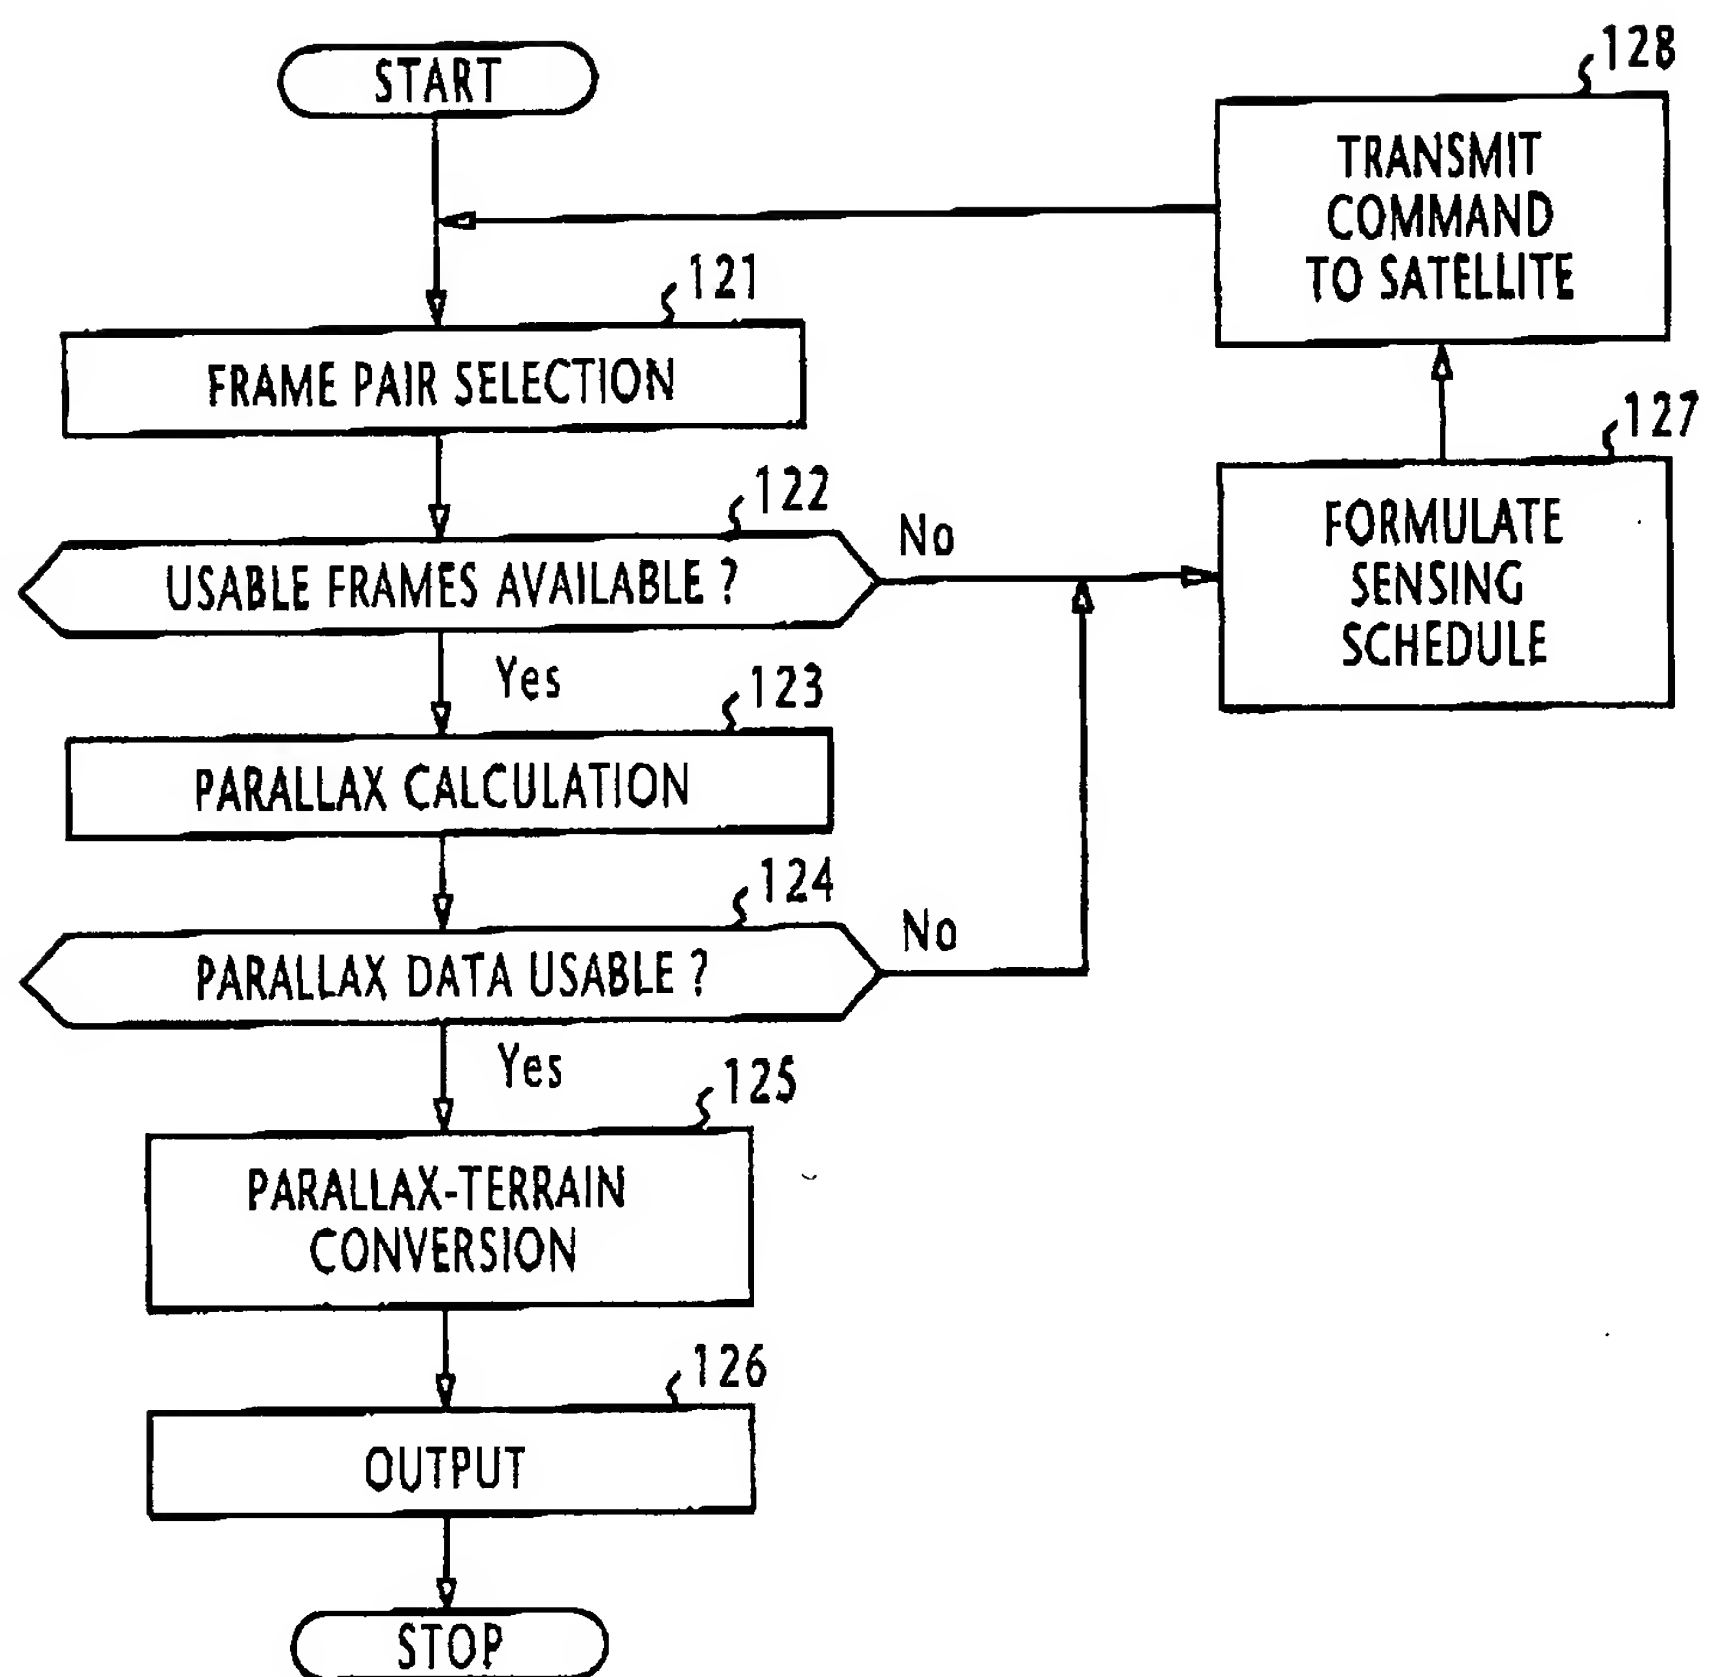 START
128
TRANSMIT
COMMAND
TO SATELLITE
121
FRAME PAIR SELECTION
122
USABLE FRAMES AVAILABLE ?
No
127
FORMULATE
SENSING
SCHEDULE
Yes
123
PARALLAX CALCULATION
124
PARALLAX DATA USABLE ?
No
Yes
125
PARALLAX-TERRAIN
CONVERSION
126
OUTPUT
STOP